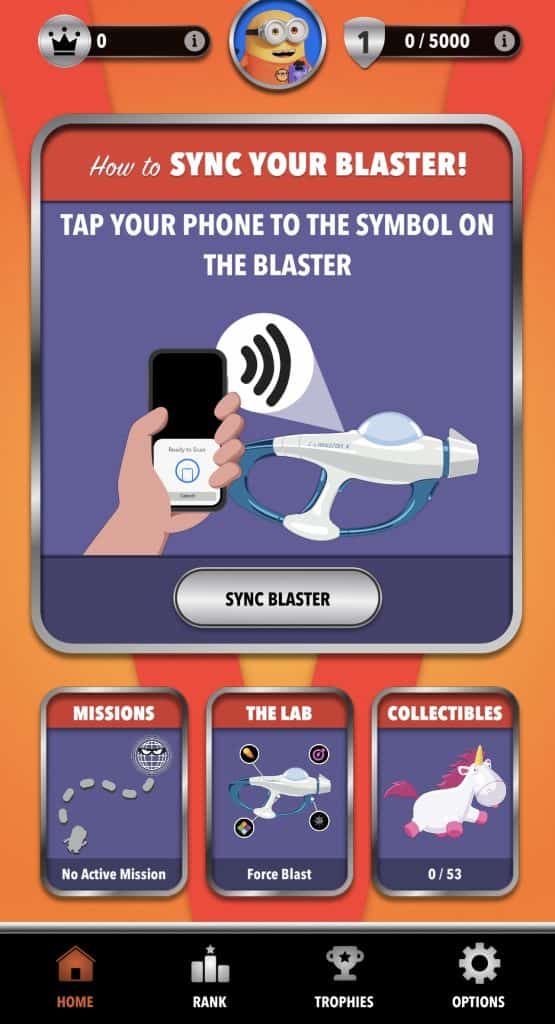 0
1
0 / 5000
How to SYNC YOUR BLASTER!
TAP YOUR PHONE TO THE SYMBOL ON
THE BLASTER
Ready to Scan
Cancel
SYNC BLASTER
MISSIONS
No Active Mission
THE LAB
Force Blast
COLLECTIBLES
0 / 53
HOME
RANK
TROPHIES
OPTIONS